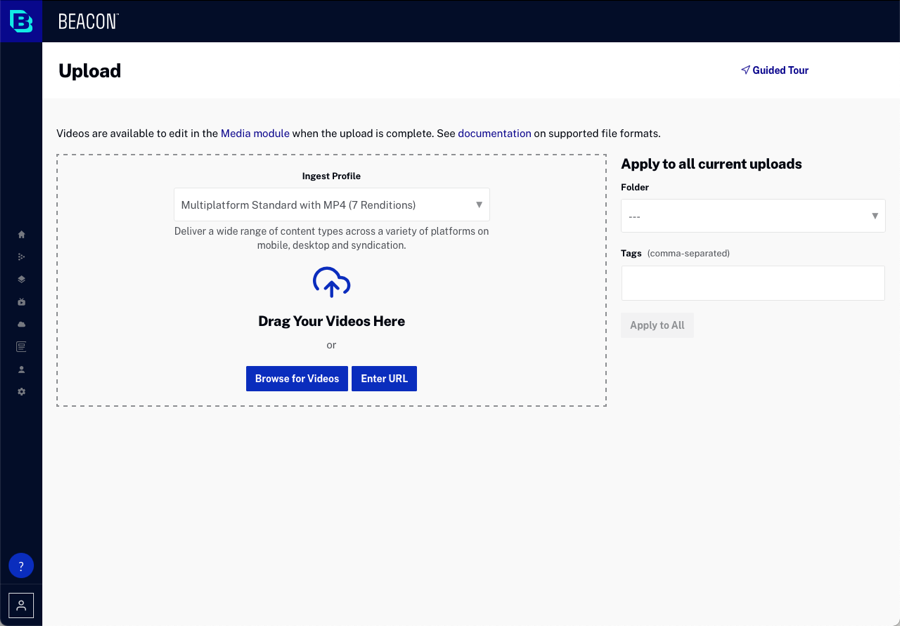 BEACON™
Upload
Guided Tour
Videos are available to edit in the Media module when the upload is complete. See documentation on supported file formats.
Ingest Profile
Multiplatform Standard with MP4 (7 Renditions)
Deliver a wide range of content types across a variety of platforms on
mobile, desktop and syndication.
Drag Your Videos Here
or
Browse for Videos
Enter URL
Apply to all current uploads
Folder
---
Tags (comma-separated)
Apply to All
?